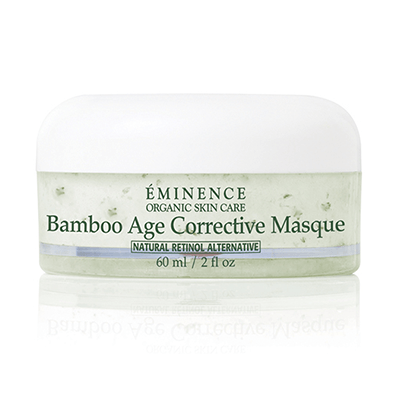 ÉMINENCE
ORGANIC SKIN CARE
Bamboo Age Corrective Masque
NATURAL RETINOL ALTERNATIVE
60 ml / 2 fl oz